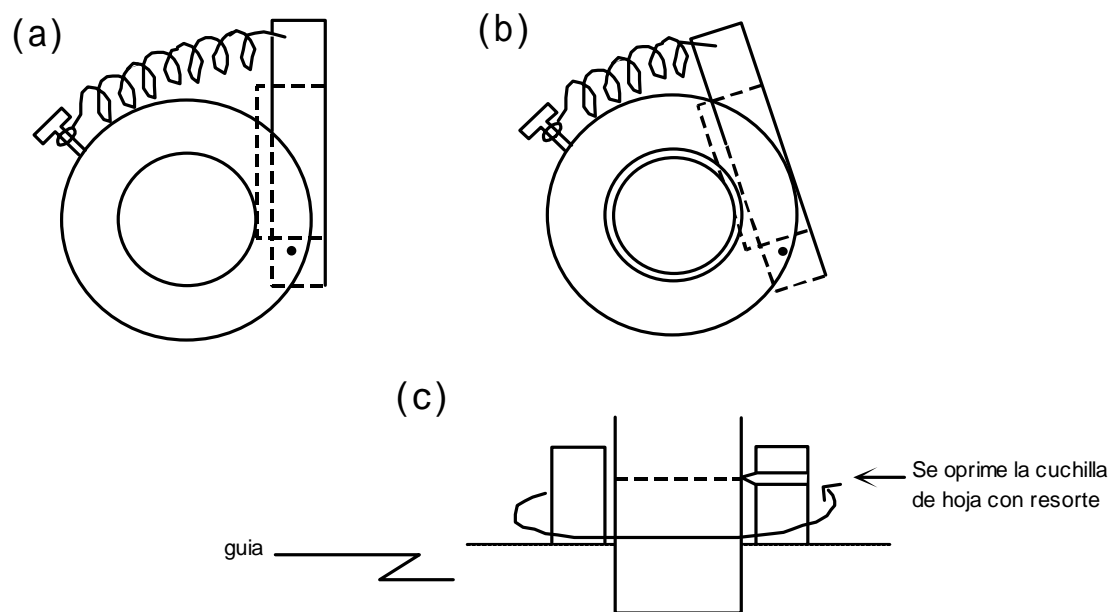 (a)
(b)
(c)
Se oprime la cuchilla
de hoja con resorte
guia